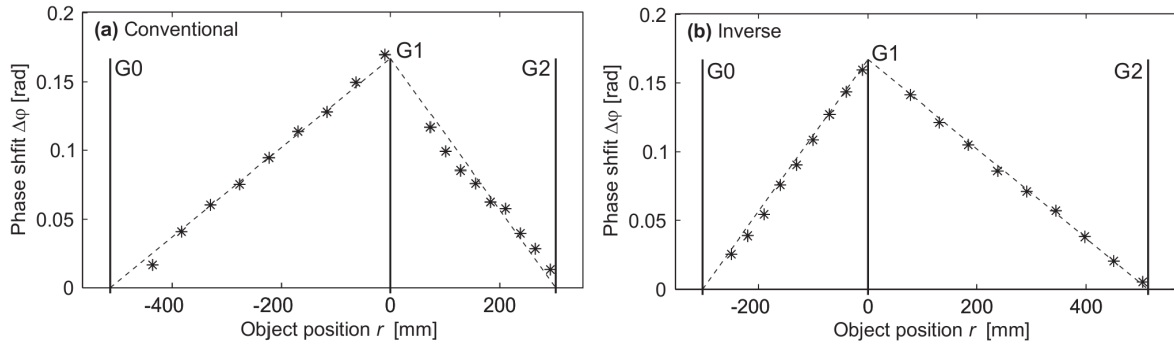 (a) Conventional
G0
G1
G2
0.2
0.15
0.1
0.05
0
Phase shfit Δφ [rad]
-400
-200
0
200
Object position r [mm]
(b) Inverse
G0
G1
G2
0.2
0.15
0.1
0.05
0
Phase shfit Δφ [rad]
-200
0
200
400
Object position r [mm]